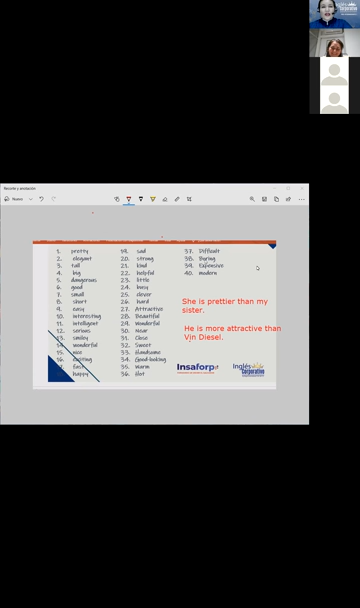 Recorte y anotación
Nuevo
1. pretty
2. elegant
3. tall
4. big
5. dangerous
6. good
7. small
8. short
9. easy
10. interesting
11. intelligent
12. serious
13. smiley
14. wonderful
15. nice
16. exciting
17. fast
18. happy
19. sad
20. strong
21. kind
22. helpful
23. little
24. busy
25. clever
26. hard
27. Attractive
28. Beautiful
29. Wonderful
30. Near
31. Close
32. Sweet
33. Handsome
34. Good-looking
35. Warm
36. Hot
37. Difficult
38. Boring
39. Expensive
40. modern
She is prettier than my
sister.
He is more attractive than
Vin Diesel.
Insaforp
Inglés
Corporativo